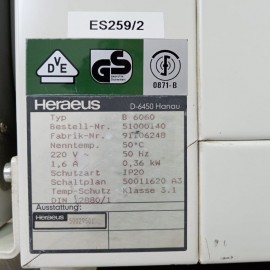 ES259/2
VDE
GS
0871-B
Heraeus
D-6450 Hanau
Typ B 6060
Bestell-Nr. 51000140
Fabrik-Nr. 91106248
Nenntemp. 50°C
220 V ~ 50 Hz
1,6 A 0,36 kW
Schutzart IP20
Schaltplan 50011620 A3
Temp-Schutz Klasse 3.1
DIN 12880/1
Ausstattung:
Heraeus